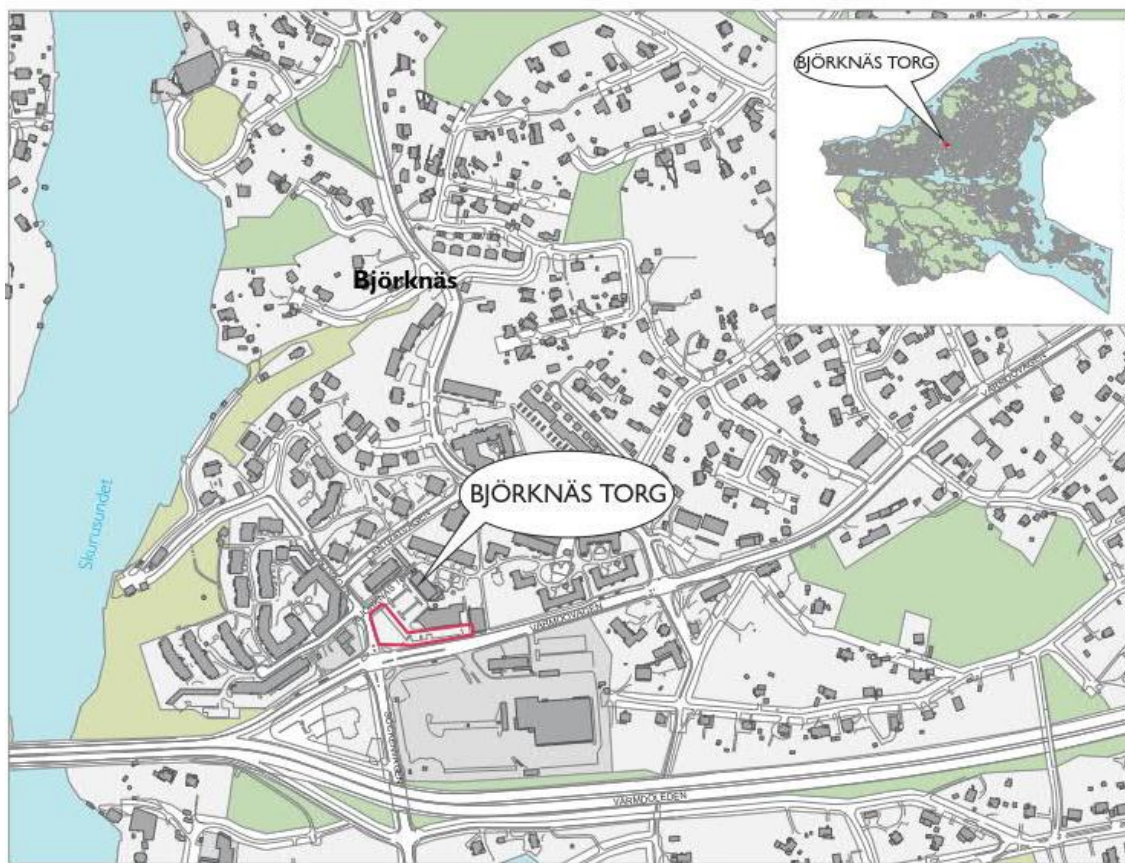 BJÖRKNÄS TORG
Björknäs
Skurusundet
BJÖRKNÄS TORG
VÄRMDÖVÄGEN
VÄRMDÖLEDEN